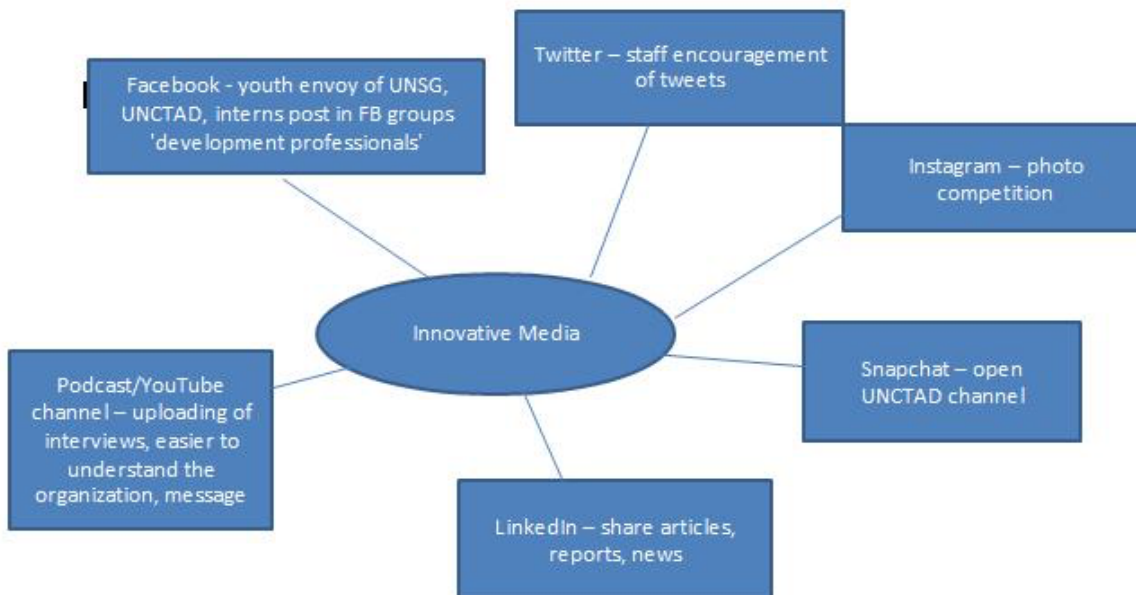 Twitter – staff encouragement
of tweets
Facebook - youth envoy of UNSG,
UNCTAD, interns post in FB groups
'development professionals'
Instagram – photo
competition
Innovative Media
Snapchat – open
UNCTAD channel
Podcast/YouTube
channel – uploading of
interviews, easier to
understand the
organization, message
LinkedIn – share articles,
reports, news